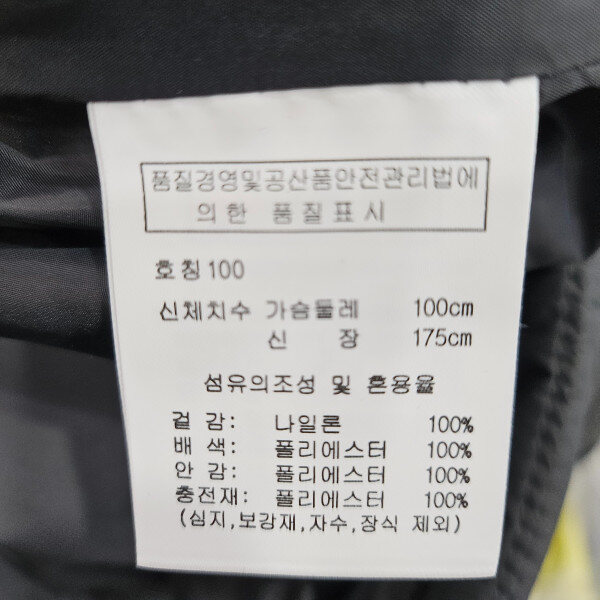 품질경영및공산품안전관리법에
의한 품질표시
호칭100
신체치수 가슴둘레 100cm
신 장 175cm
섬유의조성 및 혼용율
겉 감: 나일론 100%
배 색: 폴리에스터 100%
안 감: 폴리에스터 100%
충전재: 폴리에스터 100%
(심지,보강재,자수,장식 제외)